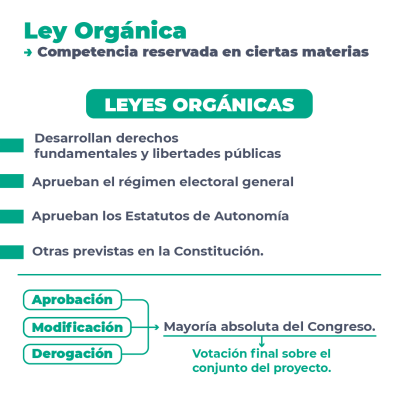 Ley Orgánica
→ Competencia reservada en ciertas materias
LEYES ORGÁNICAS
Desarrollan derechos
fundamentales y libertades públicas
Aprueban el régimen electoral general
Aprueban los Estatutos de Autonomía
Otras previstas en la Constitución.
Aprobación
Modificación
Derogación
Mayoría absoluta del Congreso.
Votación final sobre el
conjunto del proyecto.